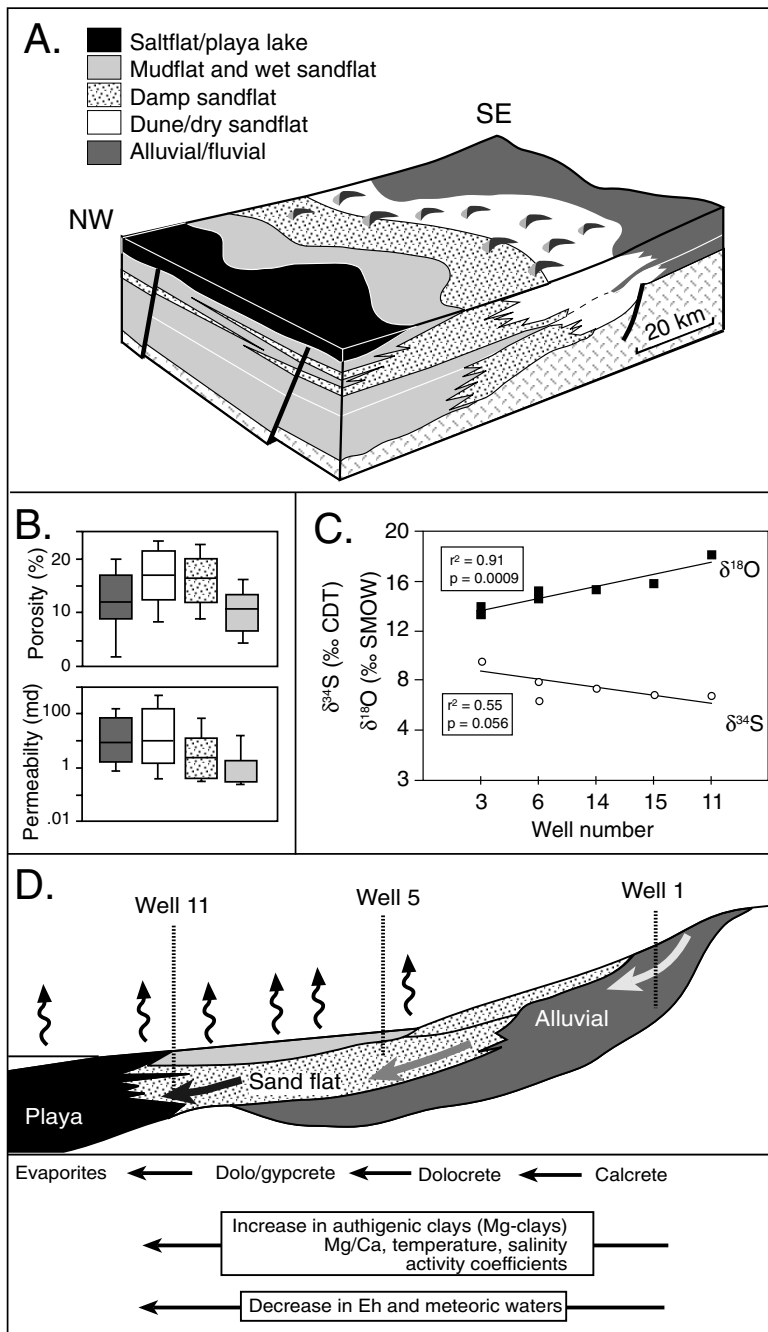 A.
Saltflat/playa lake
Mudflat and wet sandflat
Damp sandflat
Dune/dry sandflat
Alluvial/fluvial
SE
NW
20 km
B.
Porosity (%)
20
10
0
Permeabilty (md)
100
1
.01
C.
δ³⁴S (‰ CDT)
δ¹⁸O (‰ SMOW)
20
16
12
8
4
3
r² = 0.91
p = 0.0009
δ¹⁸O
r² = 0.55
p = 0.056
δ³⁴S
3 6 14 15 11
Well number
D.
Well 11
Well 5
Well 1
Alluvial
Sand flat
Playa
Evaporites Dolo/gypcrete Dolocrete Calcrete
Increase in authigenic clays (Mg-clays)
Mg/Ca, temperature, salinity
activity coefficients
Decrease in Eh and meteoric waters